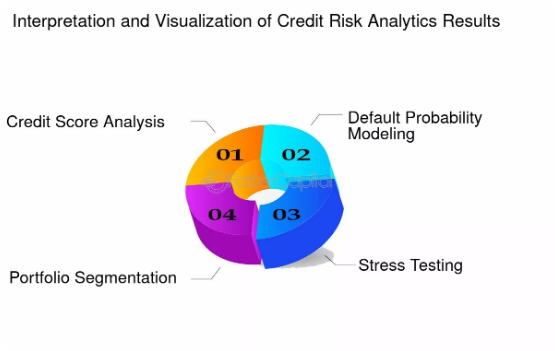 Interpretation and Visualization of Credit Risk Analytics Results
Credit Score Analysis
01
02
Default Probability
Modeling
04
03
Portfolio Segmentation
Stress Testing